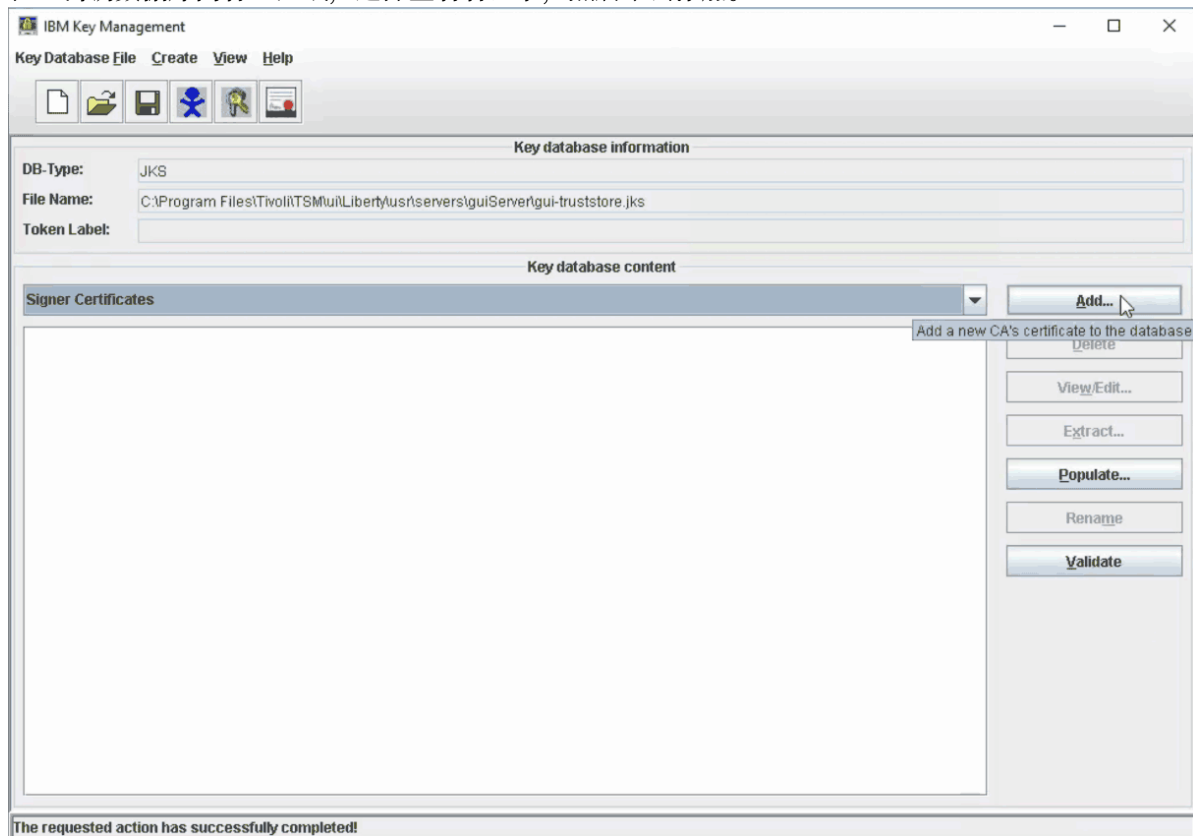 IBM Key Management
Key Database File Create View Help
Key database information
DB-Type:
JKS
File Name:
C:\Program Files\Tivoli\TSM\ui\Liberty\usr\servers\guiServer\gui-truststore.jks
Token Label:
Key database content
Signer Certificates
Add...
Add a new CA's certificate to the database
Delete
View/Edit...
Extract...
Populate...
Rename
Validate
The requested action has successfully completed!